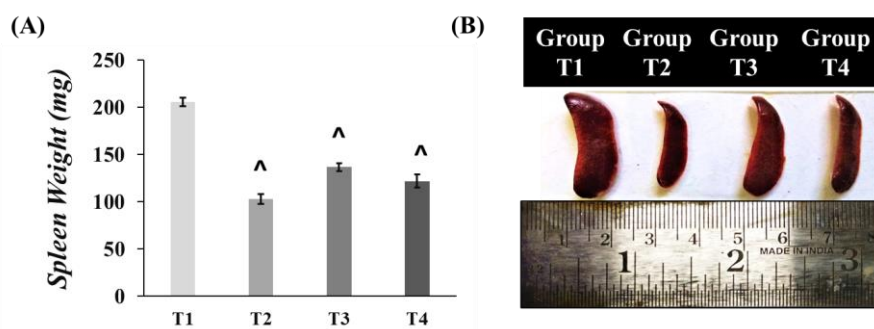 (A)
Spleen Weight (mg)
250
200
150
100
50
0
^
^
^
T1
T2
T3
T4
(B)
Group Group Group Group
T1 T2 T3 T4
1 2 3 4 5 6 7 8
MADE IN INDIA
1 2 3